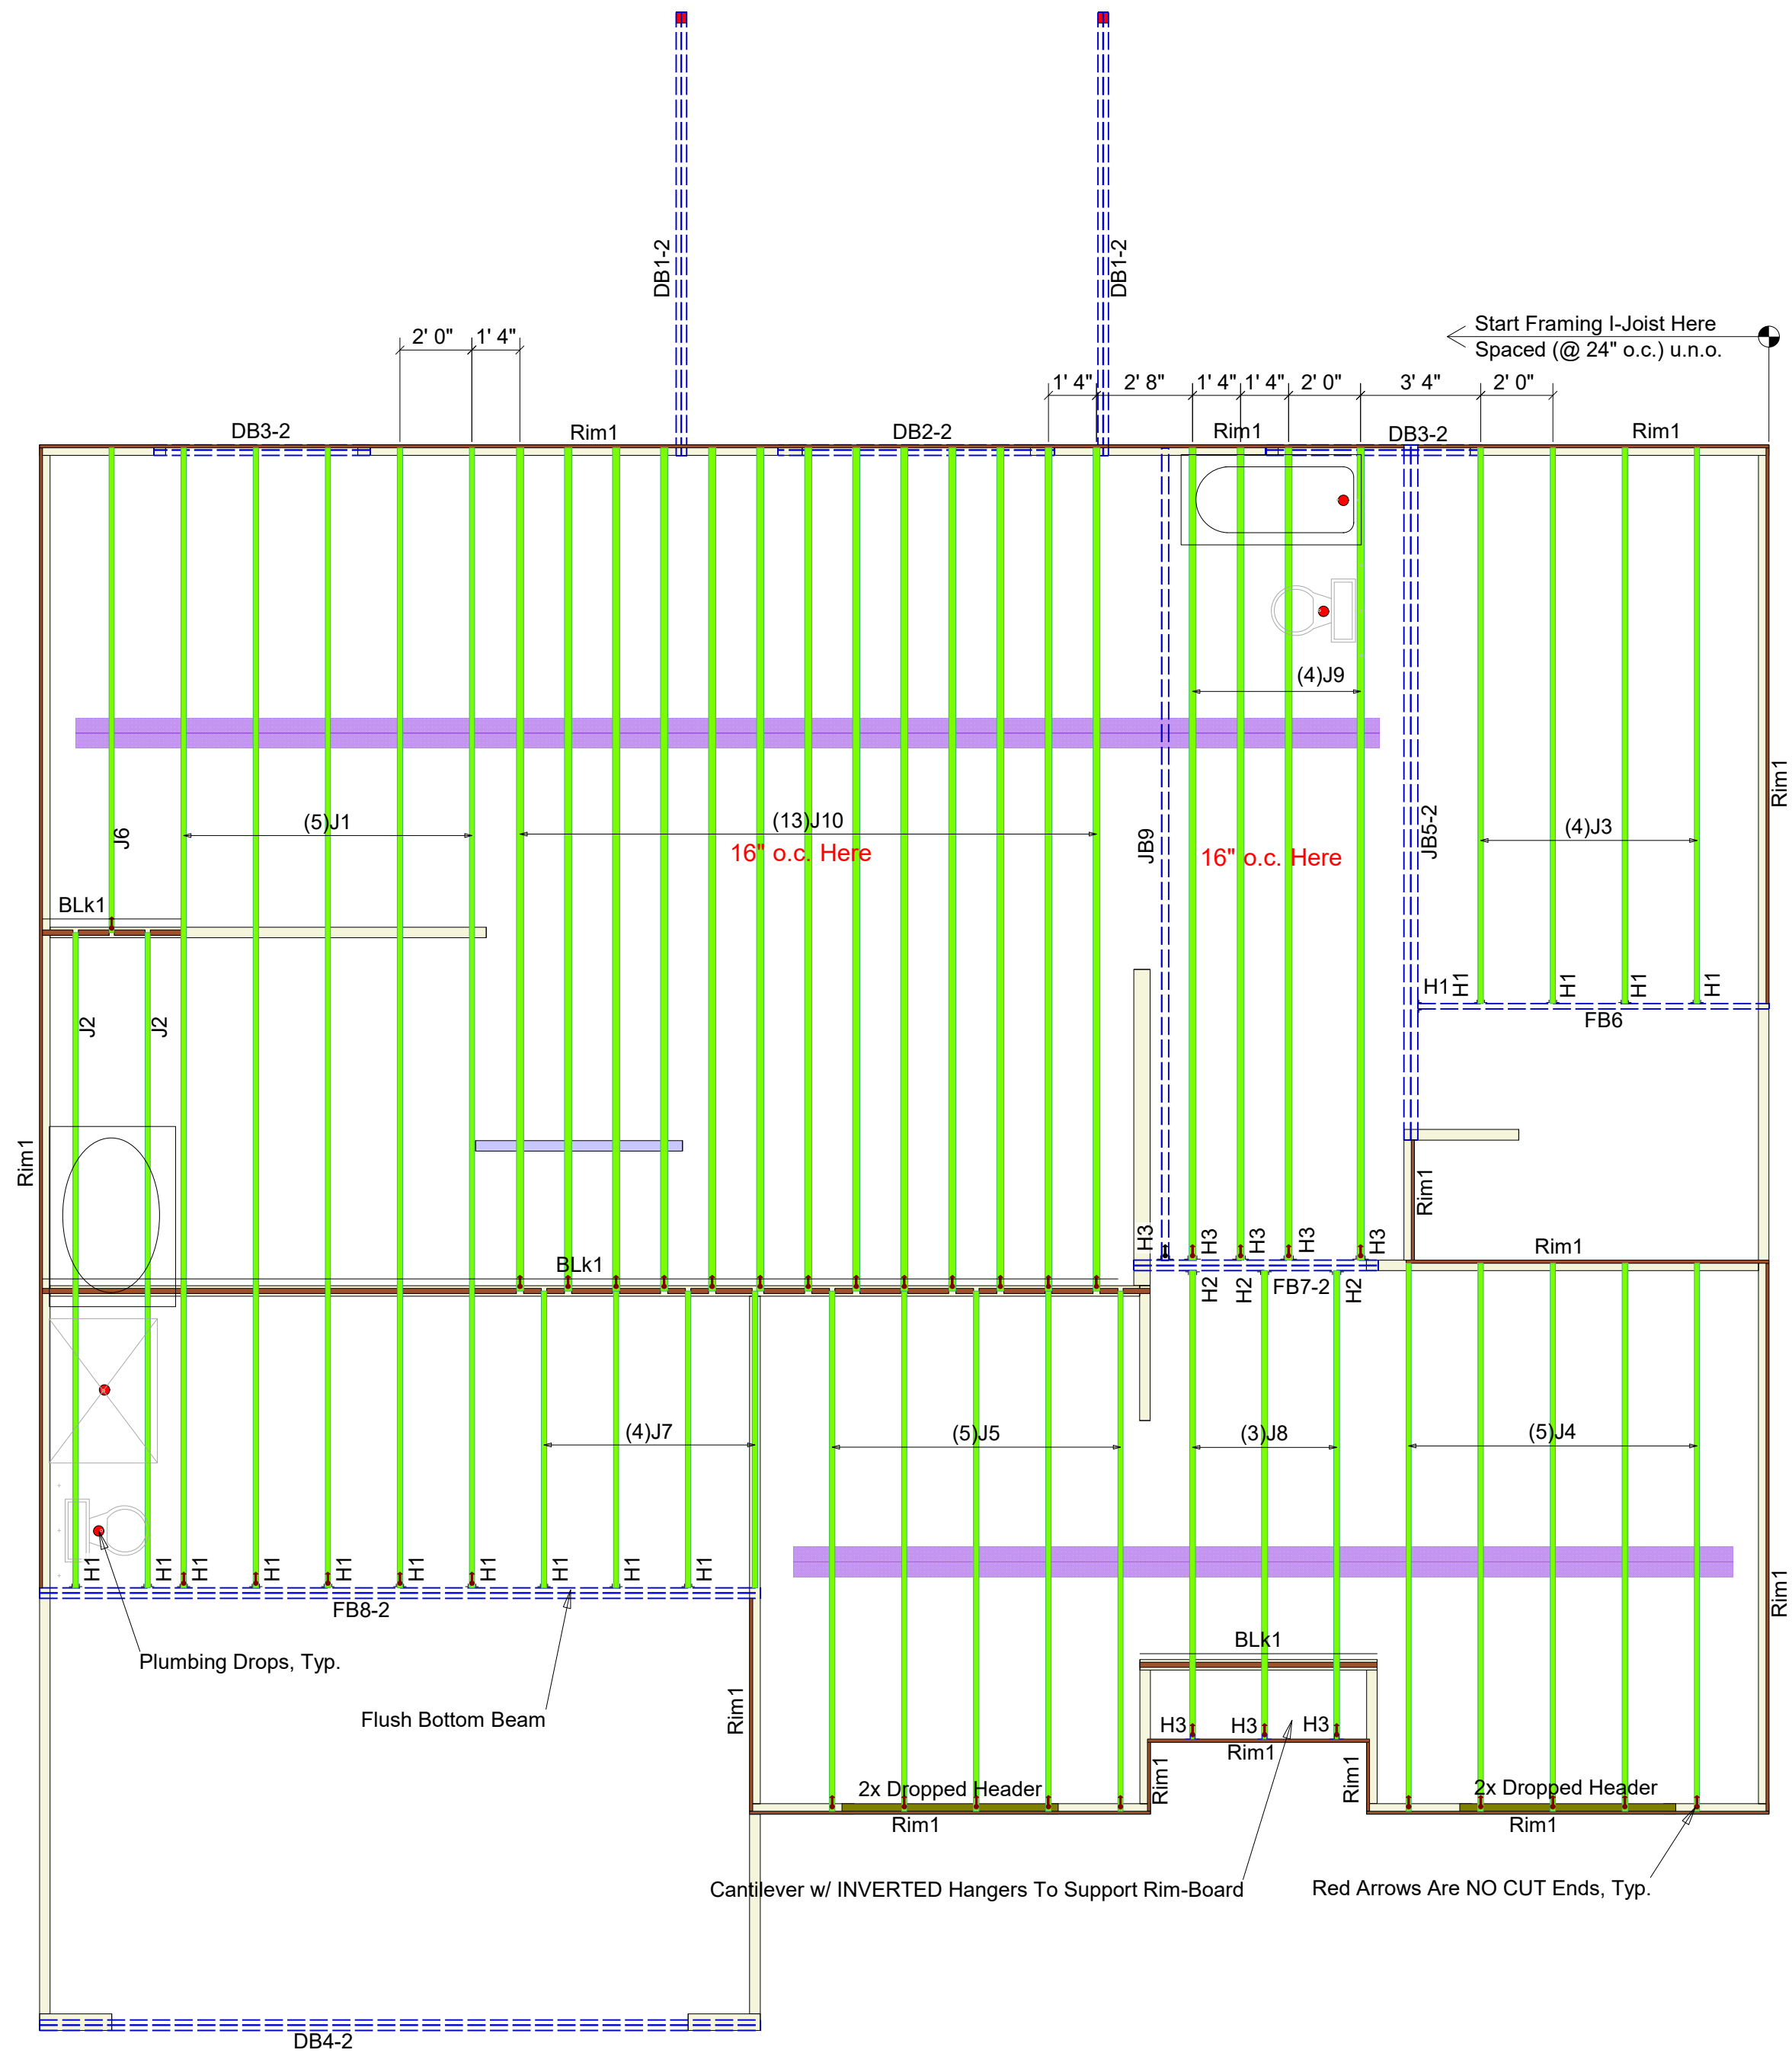 DB1-2
DB1-2
Start Framing I-Joist Here
Spaced (@ 24" o.c.) u.n.o.
2' 0"
1' 4"
1' 4"
2' 8"
1' 4"
1' 4"
2' 0"
3' 4"
2' 0"
DB3-2
Rim1
DB2-2
Rim1
DB3-2
Rim1
(4)J9
Rim1
J6
(5)J1
(13)J10
16" o.c. Here
JB9
16" o.c. Here
JB5-2
(4)J3
BLk1
H1
H1
H1
H1
H1
FB6
J2
J2
Rim1
Rim1
H3
H3
H3
H3
H3
Rim1
BLk1
H2
H2
FB7-2
H2
(4)J7
(5)J5
(3)J8
(5)J4
H1
H1
H1
H1
H1
H1
H1
H1
H1
H1
Rim1
FB8-2
Plumbing Drops, Typ.
Flush Bottom Beam
BLk1
Rim1
H3
H3
H3
Rim1
Rim1
Rim1
2x Dropped Header
2x Dropped Header
Rim1
Rim1
Cantilever w/ INVERTED Hangers To Support Rim-Board
Red Arrows Are NO CUT Ends, Typ.
DB4-2